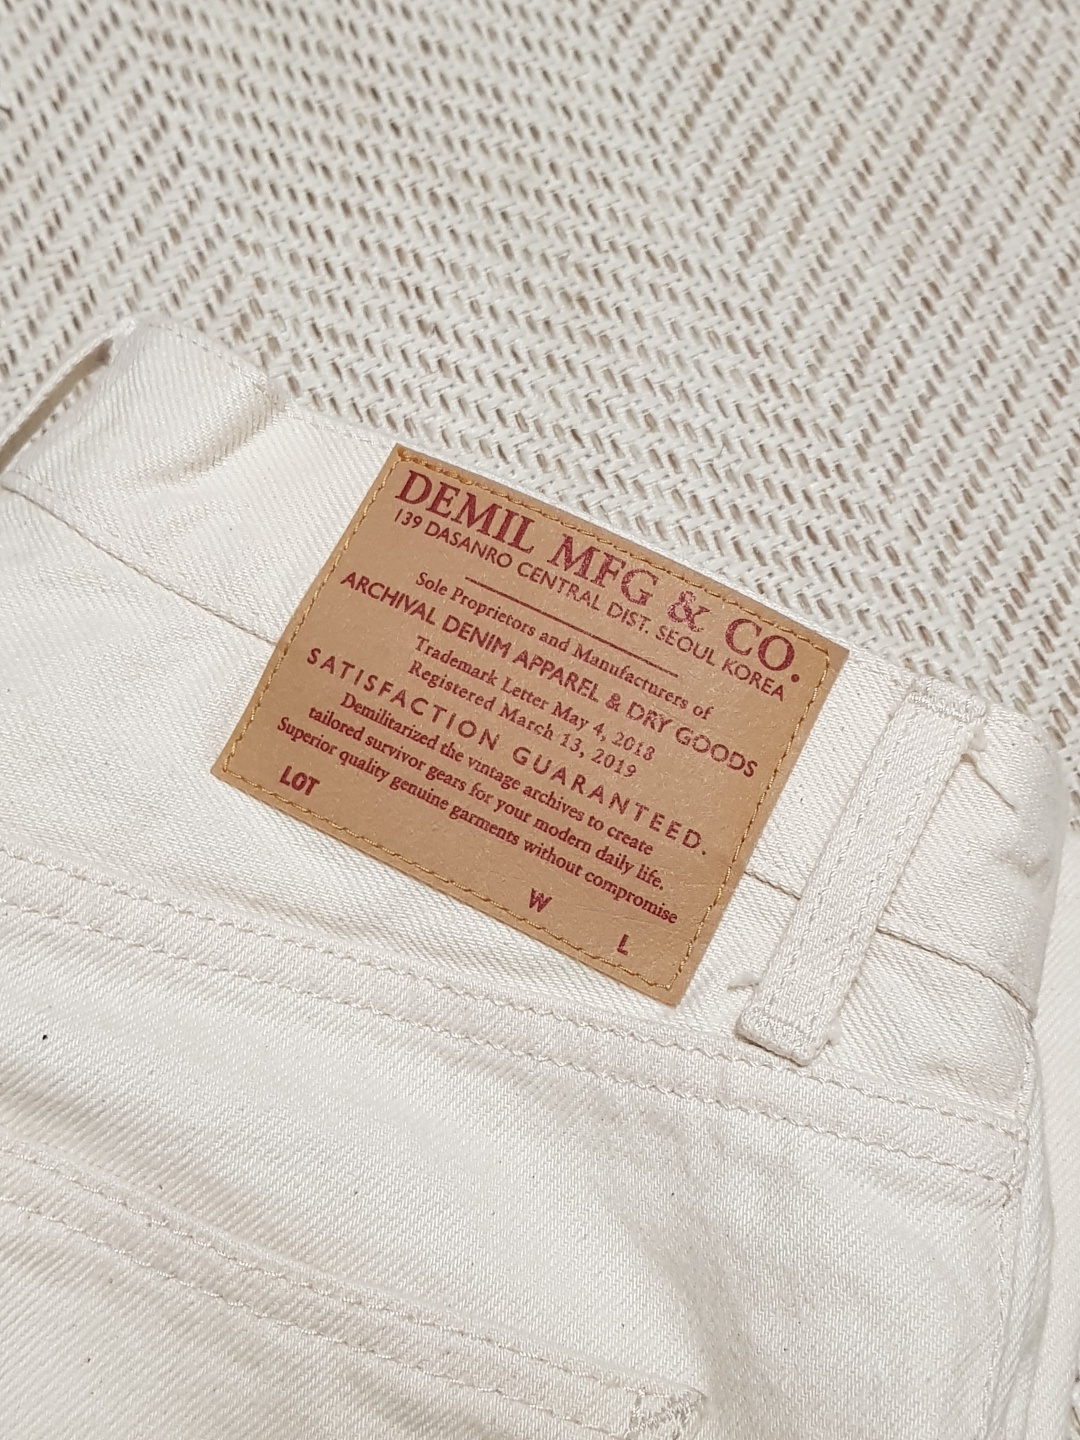 DEMIL MFG & CO.
139 DASANRO CENTRAL DIST. SEOUL KOREA
Sole Proprietors and Manufacturers of
ARCHIVAL DENIM APPAREL & DRY GOODS
Trademark Letter May 4, 2018
Registered March 13, 2019
SATISFACTION GUARANTEED.
Demilitarized the vintage archives to create
tailored survivor gears for your modern daily life.
Superior quality genuine garments without compromise
LOT W L